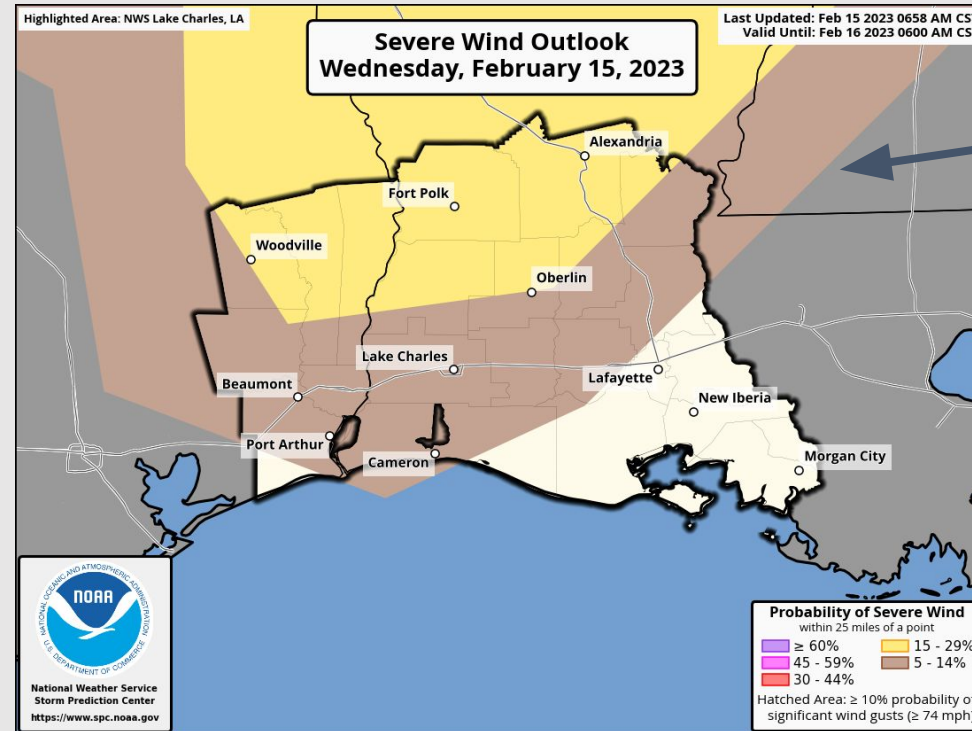 Highlighted Area: NWS Lake Charles, LA
Last Updated: Feb 15 2023 0658 AM CS
Valid Until: Feb 16 2023 0600 AM CS
Severe Wind Outlook
Wednesday, February 15, 2023
Alexandria
Fort Polk
Woodville
Oberlin
Lake Charles
Beaumont
Lafayette
New Iberia
Port Arthur
Cameron
Morgan City
NATIONAL OCEANIC AND ATMOSPHERIC ADMINISTRATION
NOAA
U.S. DEPARTMENT OF COMMERCE
National Weather Service
Storm Prediction Center
https://www.spc.noaa.gov
Probability of Severe Wind
within 25 miles of a point
≥ 60%
15 - 29%
45 - 59%
5 - 14%
30 - 44%
Hatched Area: ≥ 10% probability of
significant wind gusts (≥ 74 mph)